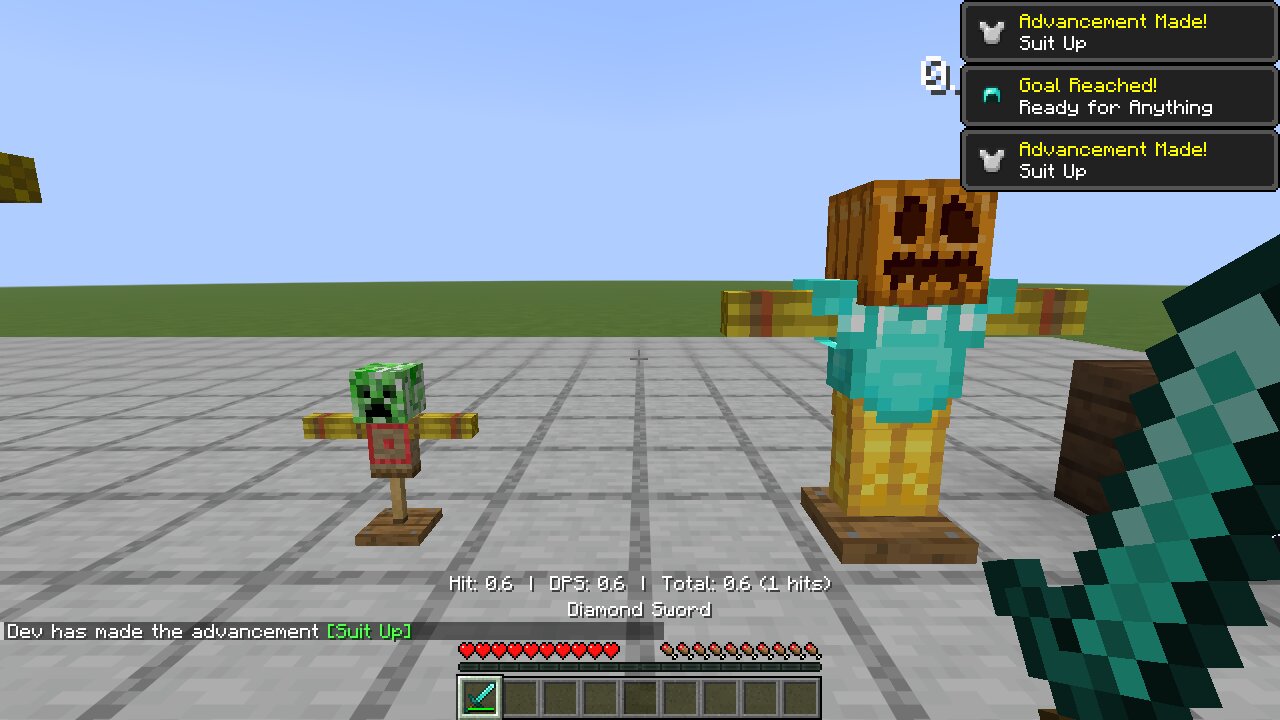 Advancement Made!
Suit Up
Goal Reached!
Ready for Anything
Advancement Made!
Suit Up
Hit: 0.6 | DPS: 0.6 | Total: 0.6 (1 hits)
Diamond Sword
Dev has made the advancement [Suit Up]